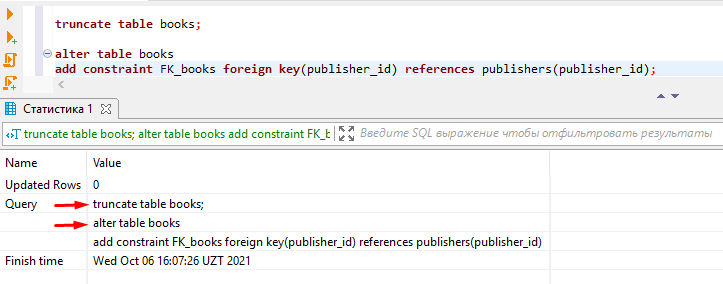 truncate table books;
alter table books
add constraint FK_books foreign key(publisher_id) references publishers(publisher_id);
Статистика 1
truncate table books; alter table books add constraint FK_b
Введите SQL выражение чтобы отфильтровать результаты
Name Value
Updated Rows 0
Query truncate table books;
alter table books
add constraint FK_books foreign key(publisher_id) references publishers(publisher_id)
Finish time Wed Oct 06 16:07:26 UZT 2021